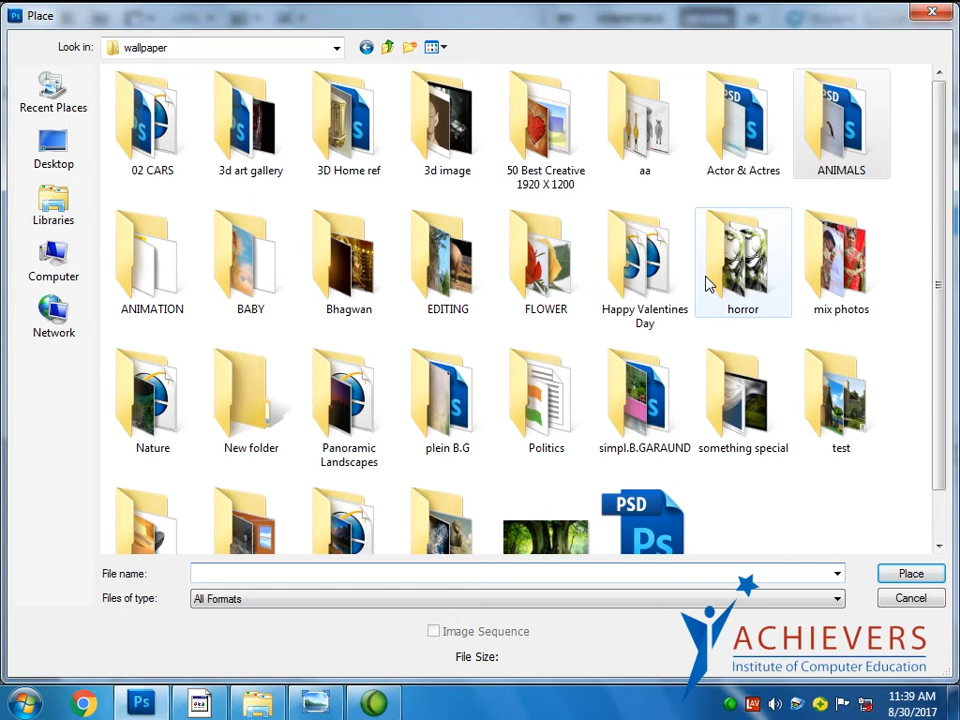 Place
Look in: wallpaper
Recent Places
Desktop
Libraries
Computer
Network
02 CARS
3d art gallery
3D Home ref
3d image
50 Best Creative
1920 X 1200
aa
Actor & Actres
ANIMALS
ANIMATION
BABY
Bhagwan
EDITING
FLOWER
Happy Valentines
Day
horror
mix photos
Nature
New folder
Panoramic
Landscapes
plein B.G
Politics
simpl.B.GARAUND
something special
test
PSD
Ps
File name:
Place
Files of type: All Formats
Cancel
Image Sequence
File Size:
ACHIEVERS
Institute of Computer Education
Ps
11:39 AM
8/30/2017